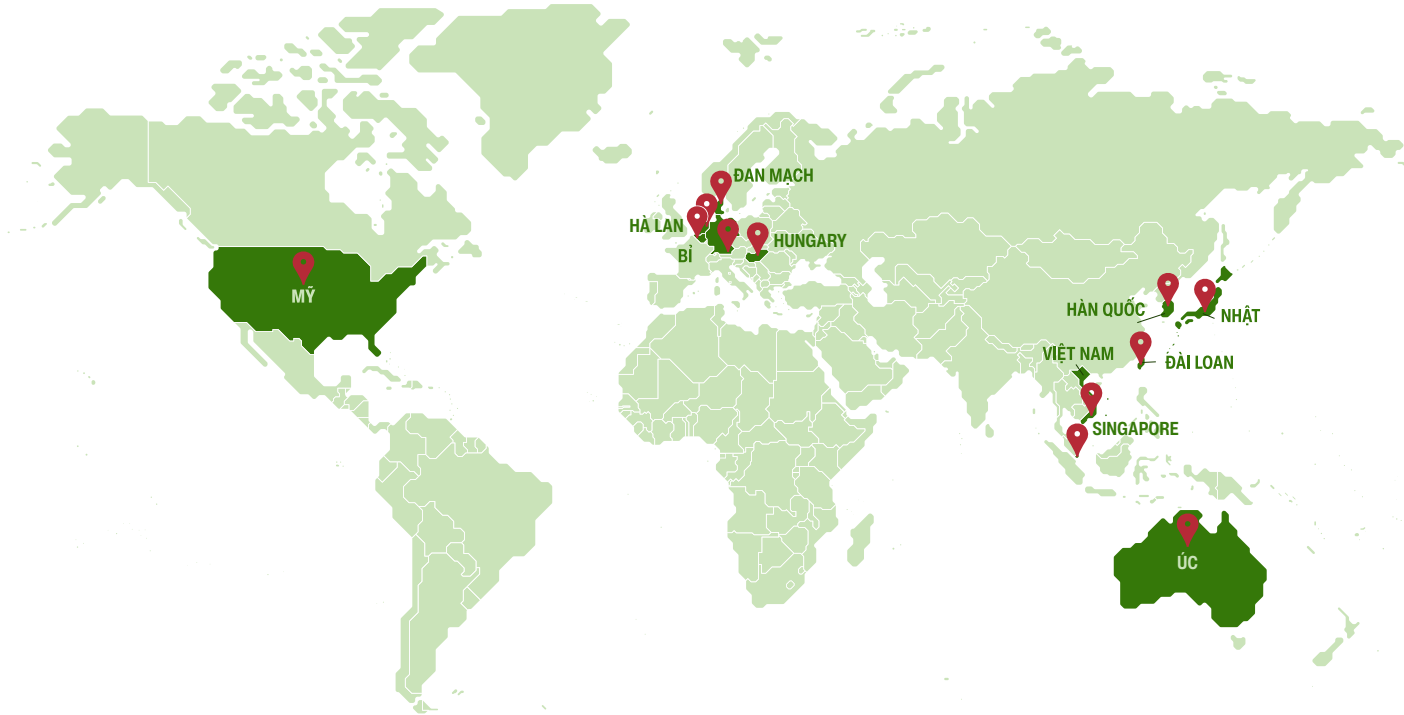 ĐAN MẠCH
HÀ LAN
HUNGARY
BỈ
MỸ
HÀN QUỐC
NHẬT
VIỆT NAM
ĐÀI LOAN
SINGAPORE
ÚC